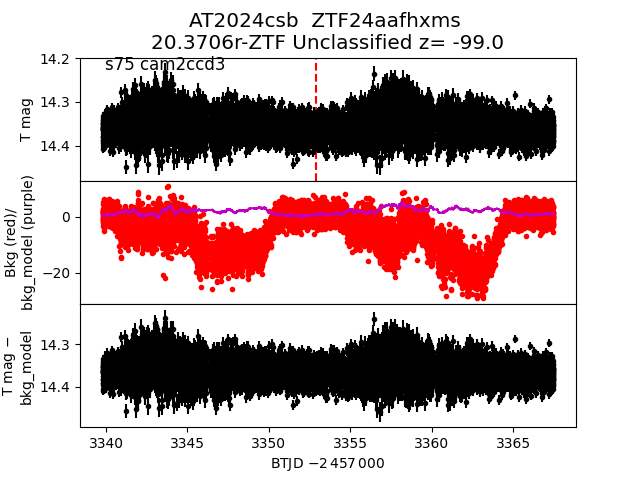 AT2024csb  ZTF24aafhxms
20.3706r-ZTF Unclassified z= -99.0
s75 cam2ccd3
14.2
14.3
14.4
T mag
0
−20
Bkg (red)/
bkg_model (purple)
14.3
14.4
T mag −
bkg_model
3340 3345 3350 3355 3360 3365
BTJD −2 457 000